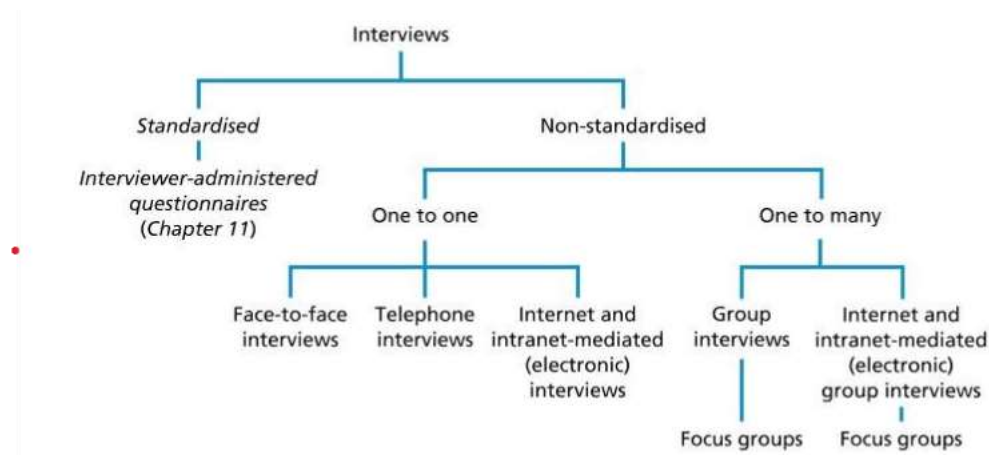 Interviews
Standardised
Non-standardised
Interviewer-administered
questionnaires
(Chapter 11)
One to one
One to many
Face-to-face
interviews
Telephone
interviews
Internet and
intranet-mediated
(electronic)
interviews
Group
interviews
Internet and
intranet-mediated
(electronic)
group interviews
Focus groups
Focus groups